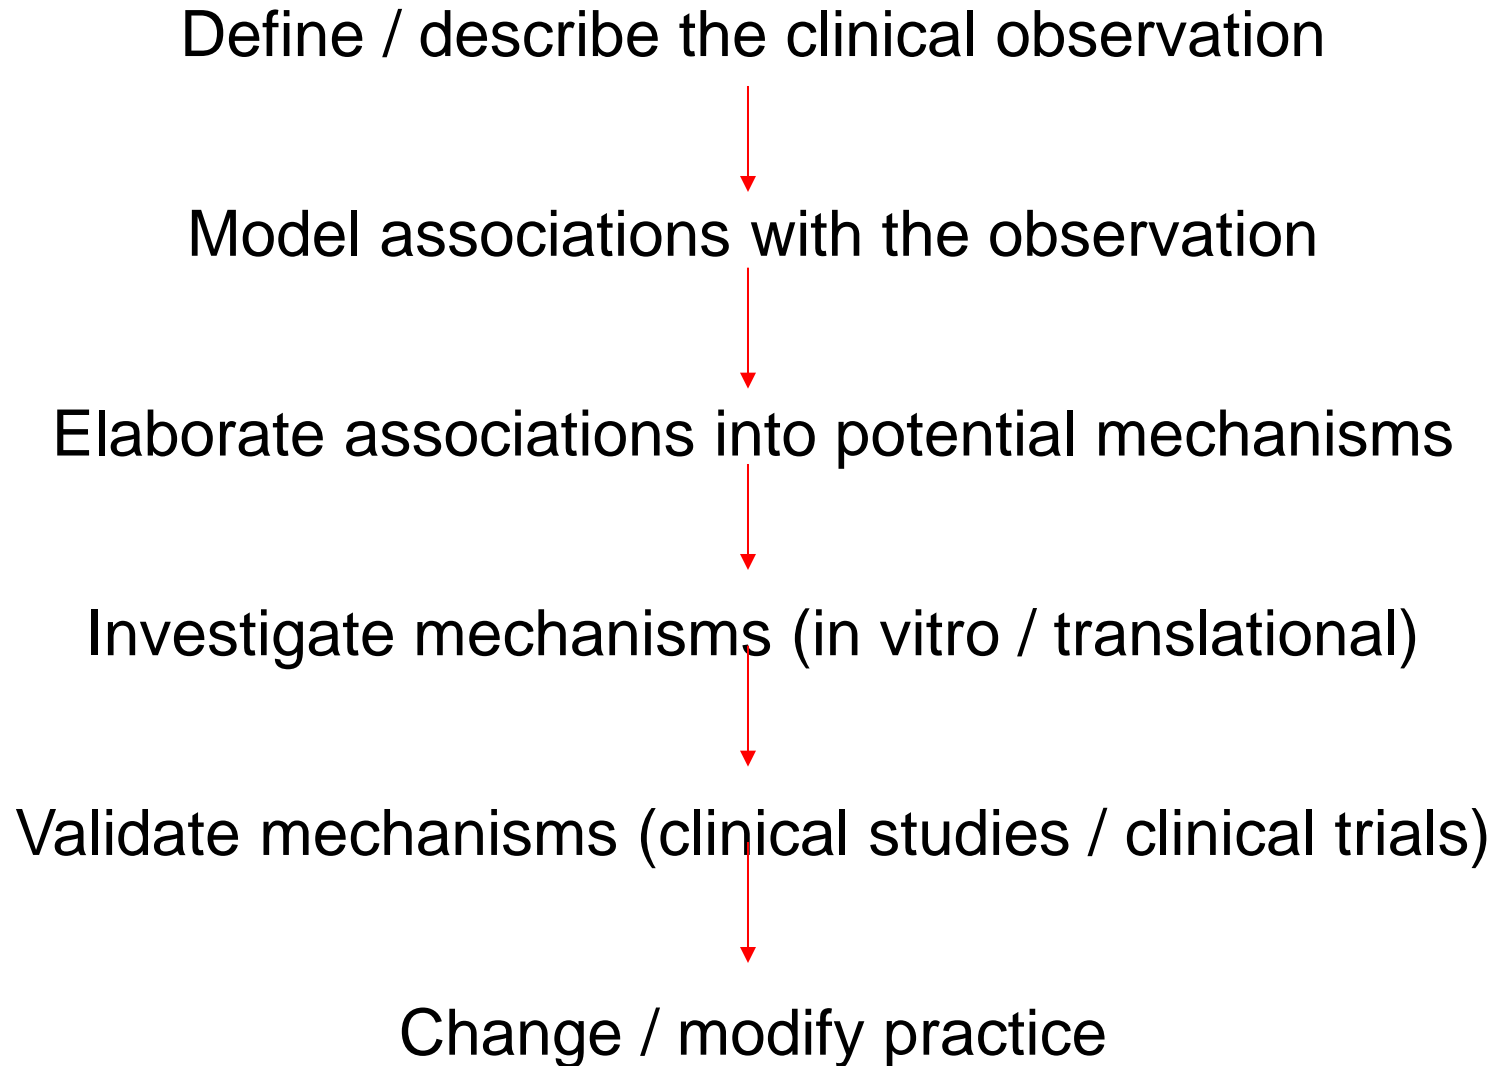 Define / describe the clinical observation
Model associations with the observation
Elaborate associations into potential mechanisms
Investigate mechanisms (in vitro / translational)
Validate mechanisms (clinical studies / clinical trials)
Change / modify practice